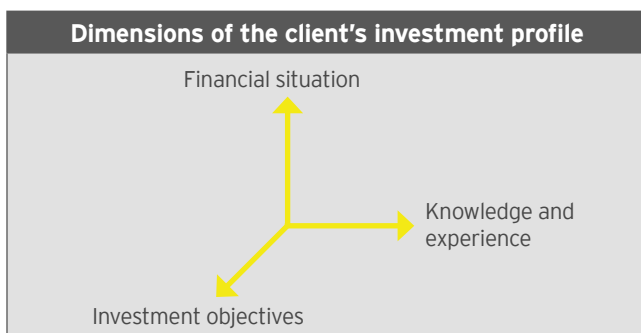 Dimensions of the client's investment profile
Financial situation
Knowledge and
experience
Investment objectives